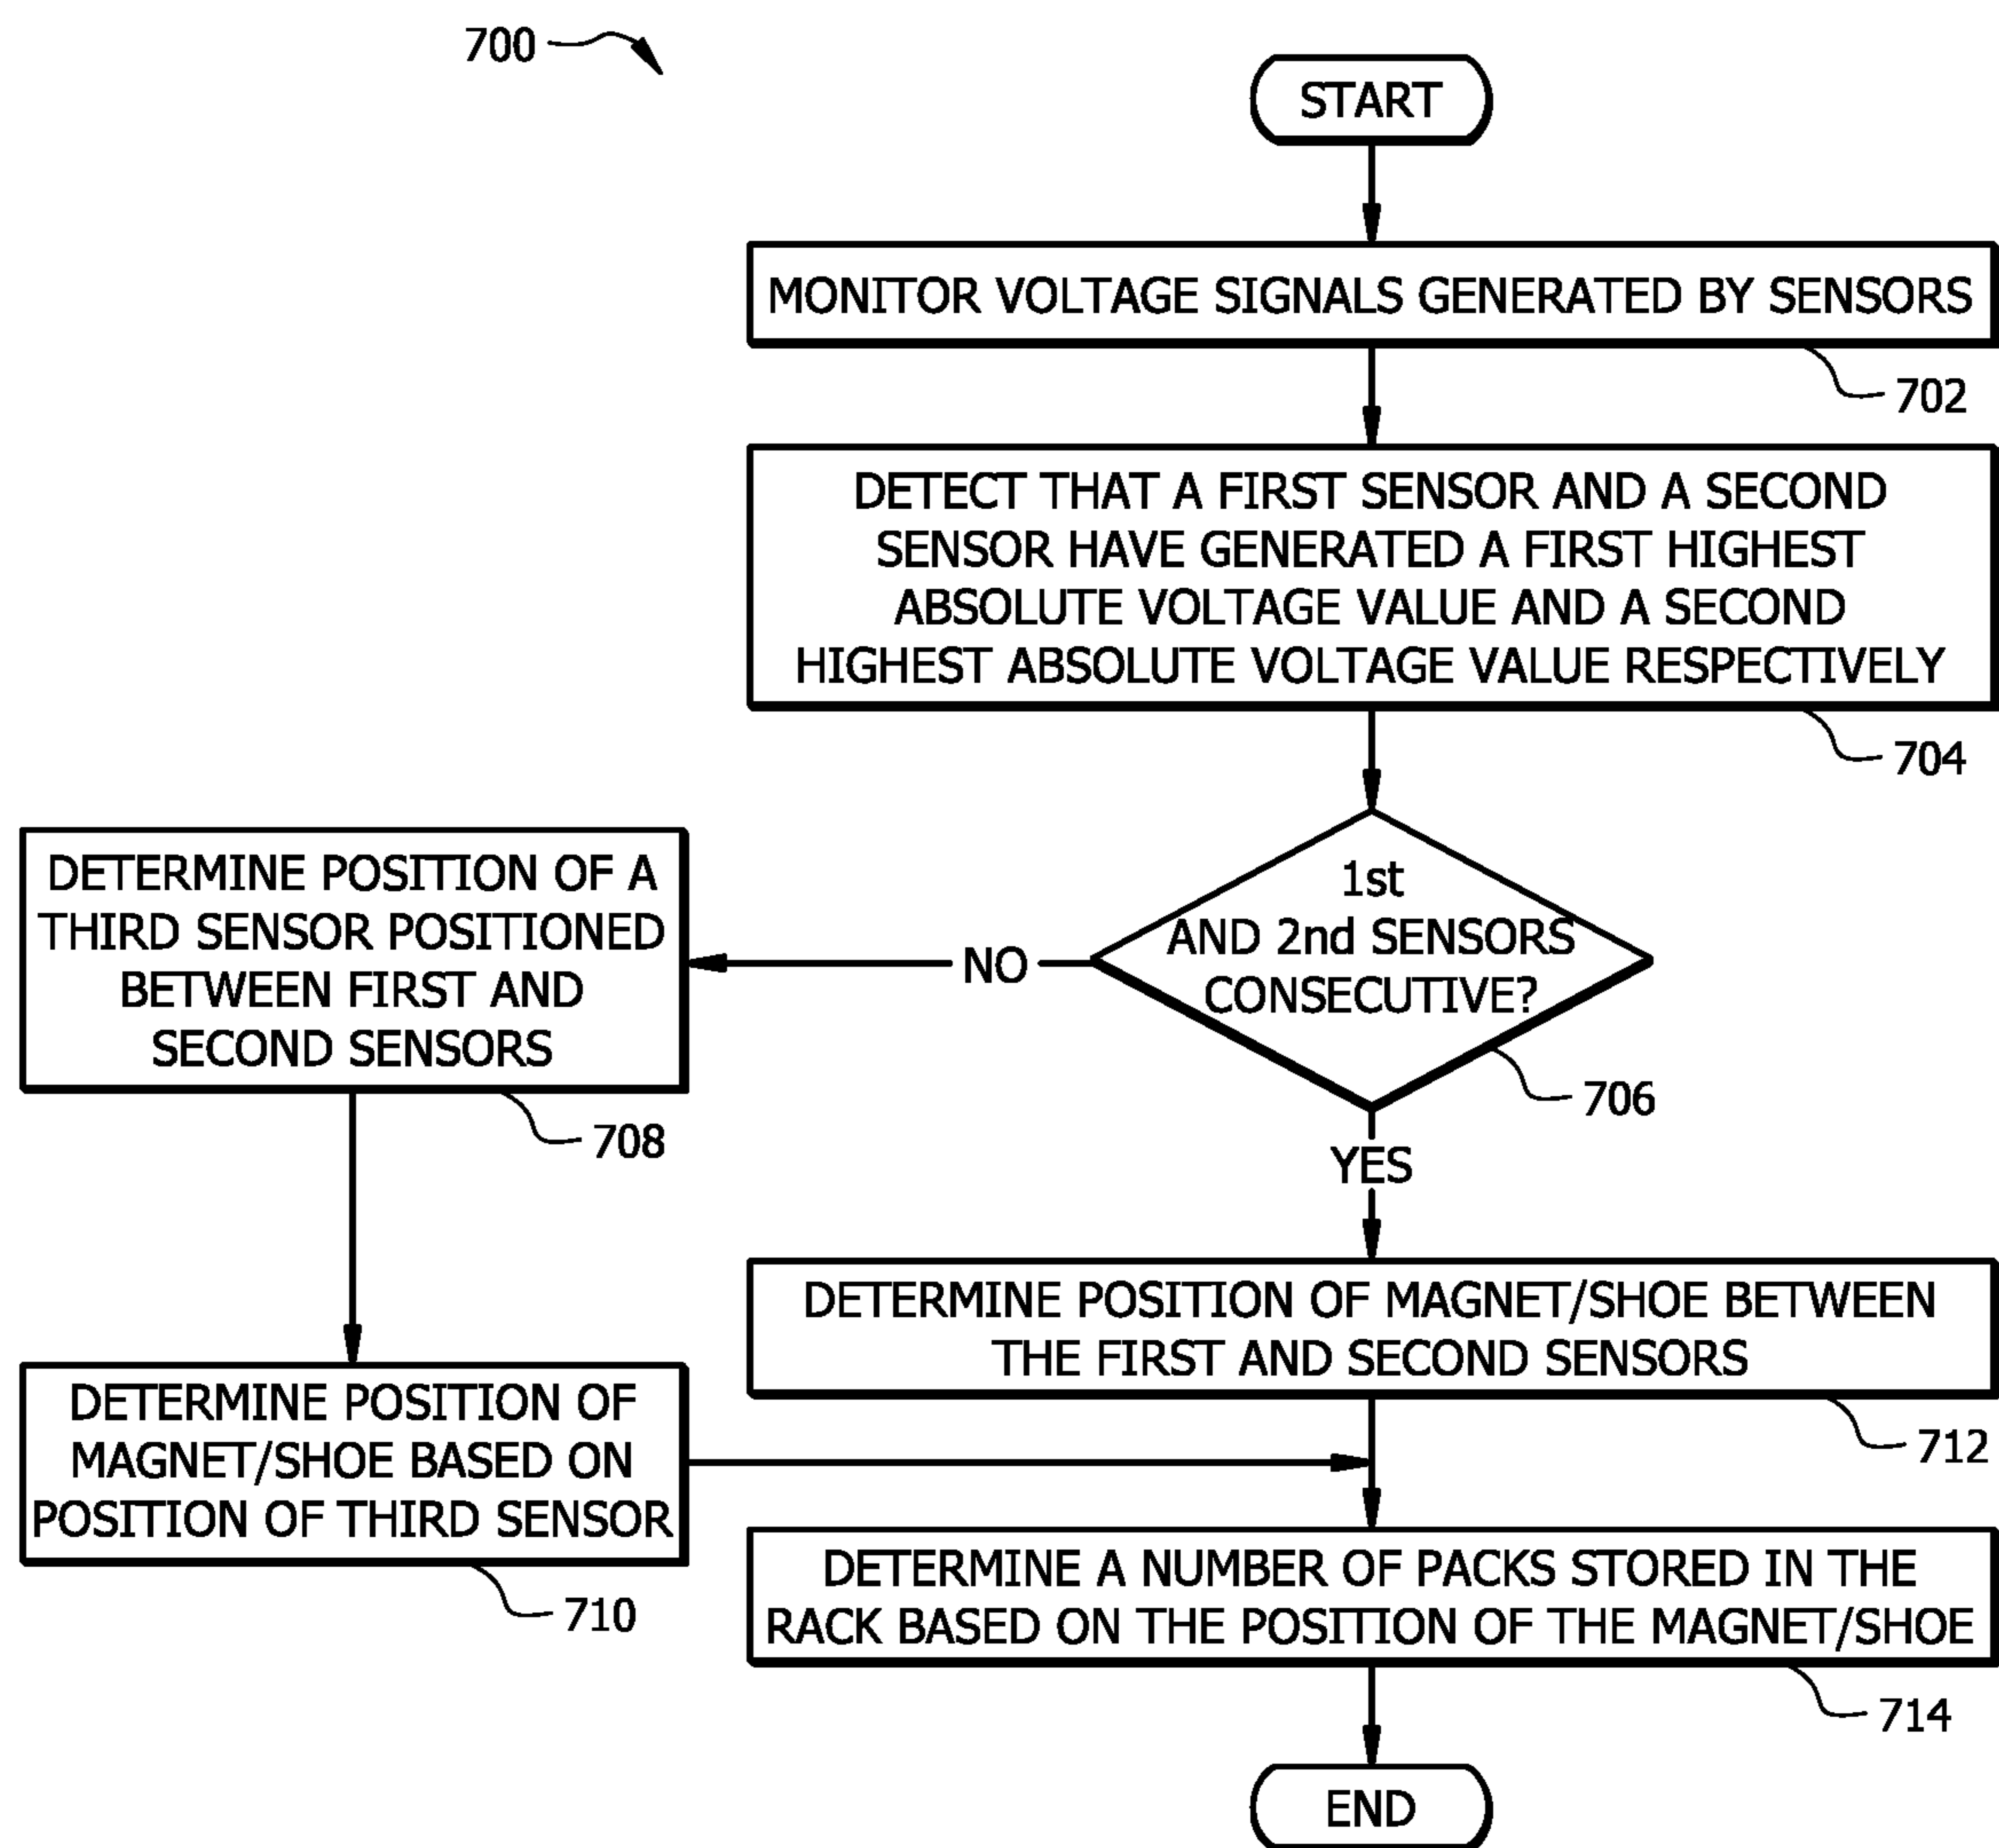 700
START
MONITOR VOLTAGE SIGNALS GENERATED BY SENSORS
702
DETECT THAT A FIRST SENSOR AND A SECOND
SENSOR HAVE GENERATED A FIRST HIGHEST
ABSOLUTE VOLTAGE VALUE AND A SECOND
HIGHEST ABSOLUTE VOLTAGE VALUE RESPECTIVELY
704
1st
AND 2nd SENSORS
CONSECUTIVE?
706
NO
DETERMINE POSITION OF A
THIRD SENSOR POSITIONED
BETWEEN FIRST AND
SECOND SENSORS
708
YES
DETERMINE POSITION OF MAGNET/SHOE BETWEEN
THE FIRST AND SECOND SENSORS
712
DETERMINE POSITION OF
MAGNET/SHOE BASED ON
POSITION OF THIRD SENSOR
710
DETERMINE A NUMBER OF PACKS STORED IN THE
RACK BASED ON THE POSITION OF THE MAGNET/SHOE
714
END